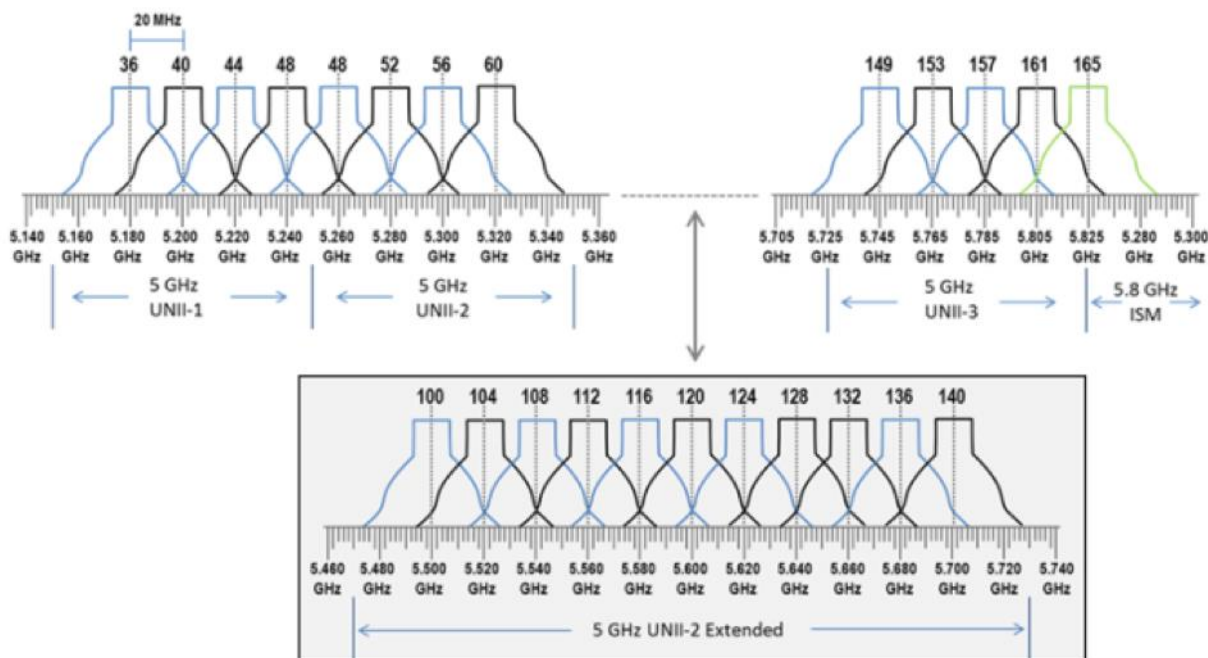 20 MHz
36 40 44 48 48 52 56 60
149 153 157 161 165
5.140 5.160 5.180 5.200 5.220 5.240 5.260 5.280 5.300 5.320 5.340 5.360
GHz GHz GHz GHz GHz GHz GHz GHz GHz GHz GHz GHz
5.705 5.725 5.745 5.765 5.785 5.805 5.825 5.280 5.300
GHz GHz GHz GHz GHz GHz GHz GHz GHz
5 GHz
UNII-1
5 GHz
UNII-2
5 GHz
UNII-3
5.8 GHz
ISM
100 104 108 112 116 120 124 128 132 136 140
5.460 5.480 5.500 5.520 5.540 5.560 5.580 5.600 5.620 5.640 5.660 5.680 5.700 5.720 5.740
GHz GHz GHz GHz GHz GHz GHz GHz GHz GHz GHz GHz GHz GHz GHz
5 GHz UNII-2 Extended